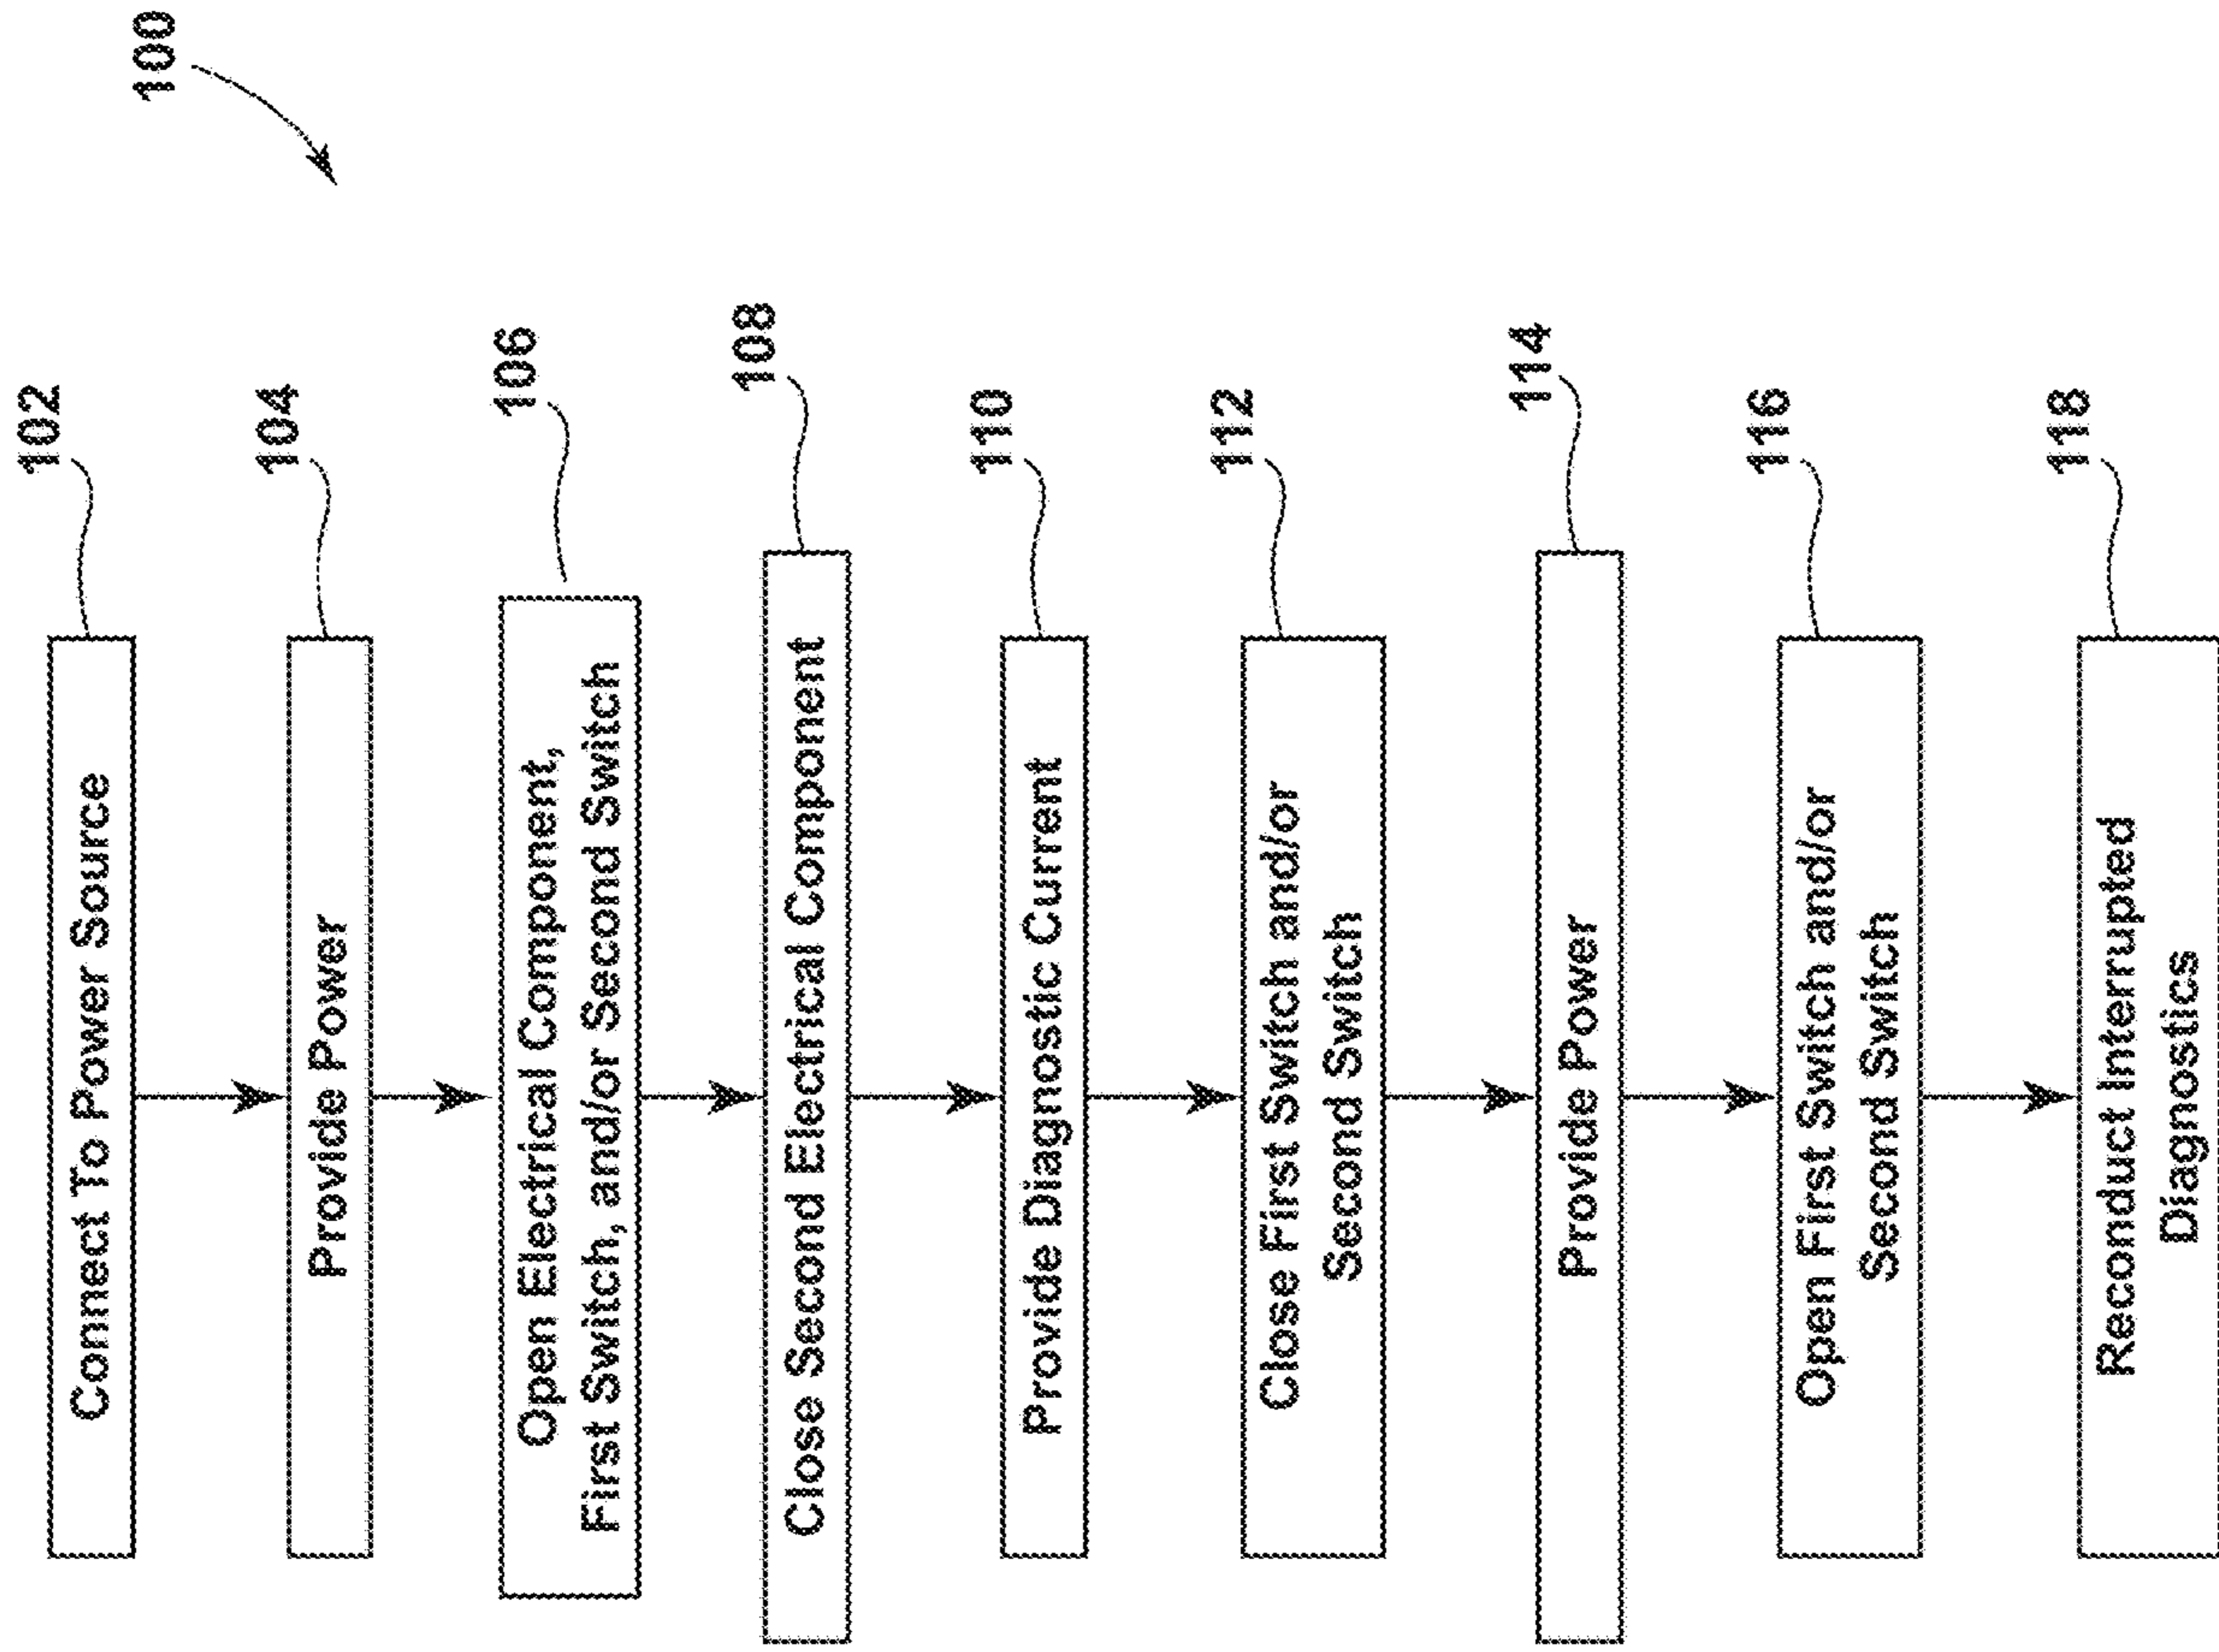 100
102
Connect To Power Source
104
Provide Power
106
Open Electrical Component,
First Switch, and/or Second Switch
108
Close Second Electrical Component
110
Provide Diagnostic Current
112
Close First Switch and/or
Second Switch
114
Provide Power
116
Open First Switch and/or
Second Switch
118
Reconduct Interrupted
Diagnostics